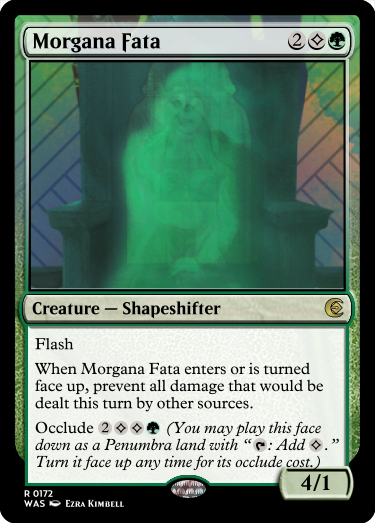 Morgana Fata 2
Creature — Shapeshifter
Flash
When Morgana Fata enters or is turned
face up, prevent all damage that would be
dealt this turn by other sources.
Occlude 2 (You may play this face
down as a Penumbra land with “: Add .”
Turn it face up any time for its occlude cost.)
4/1
R 0172
WAS Ezra Kimbell